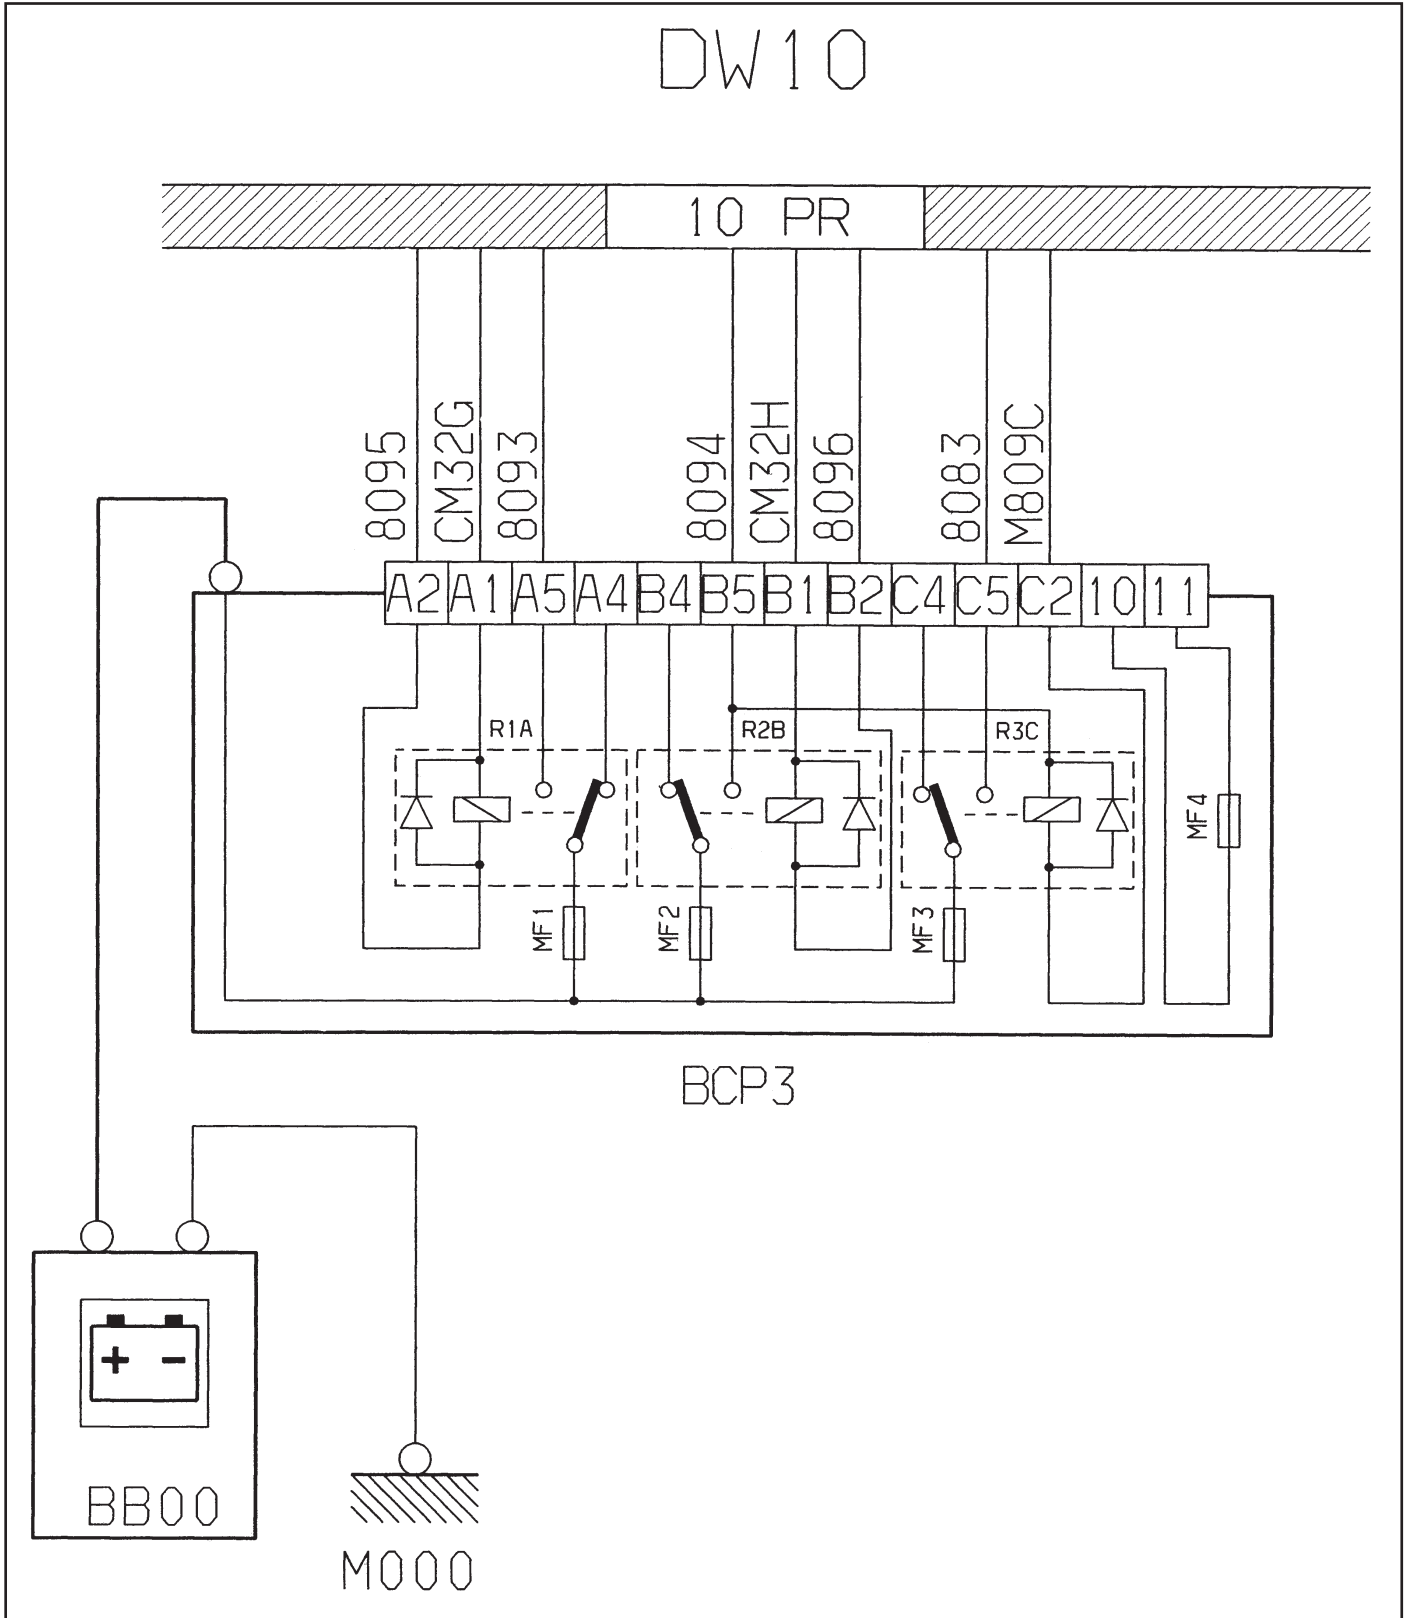 DW10
10 PR
8095
CM32G
8093
8094
CM32H
8096
8083
M809C
A2 A1 A5 A4 B4 B5 B1 B2 C4 C5 C2 10 11
R1A
R2B
R3C
MF4
MF1
MF2
MF3
BCP3
+ -
BB00
M000